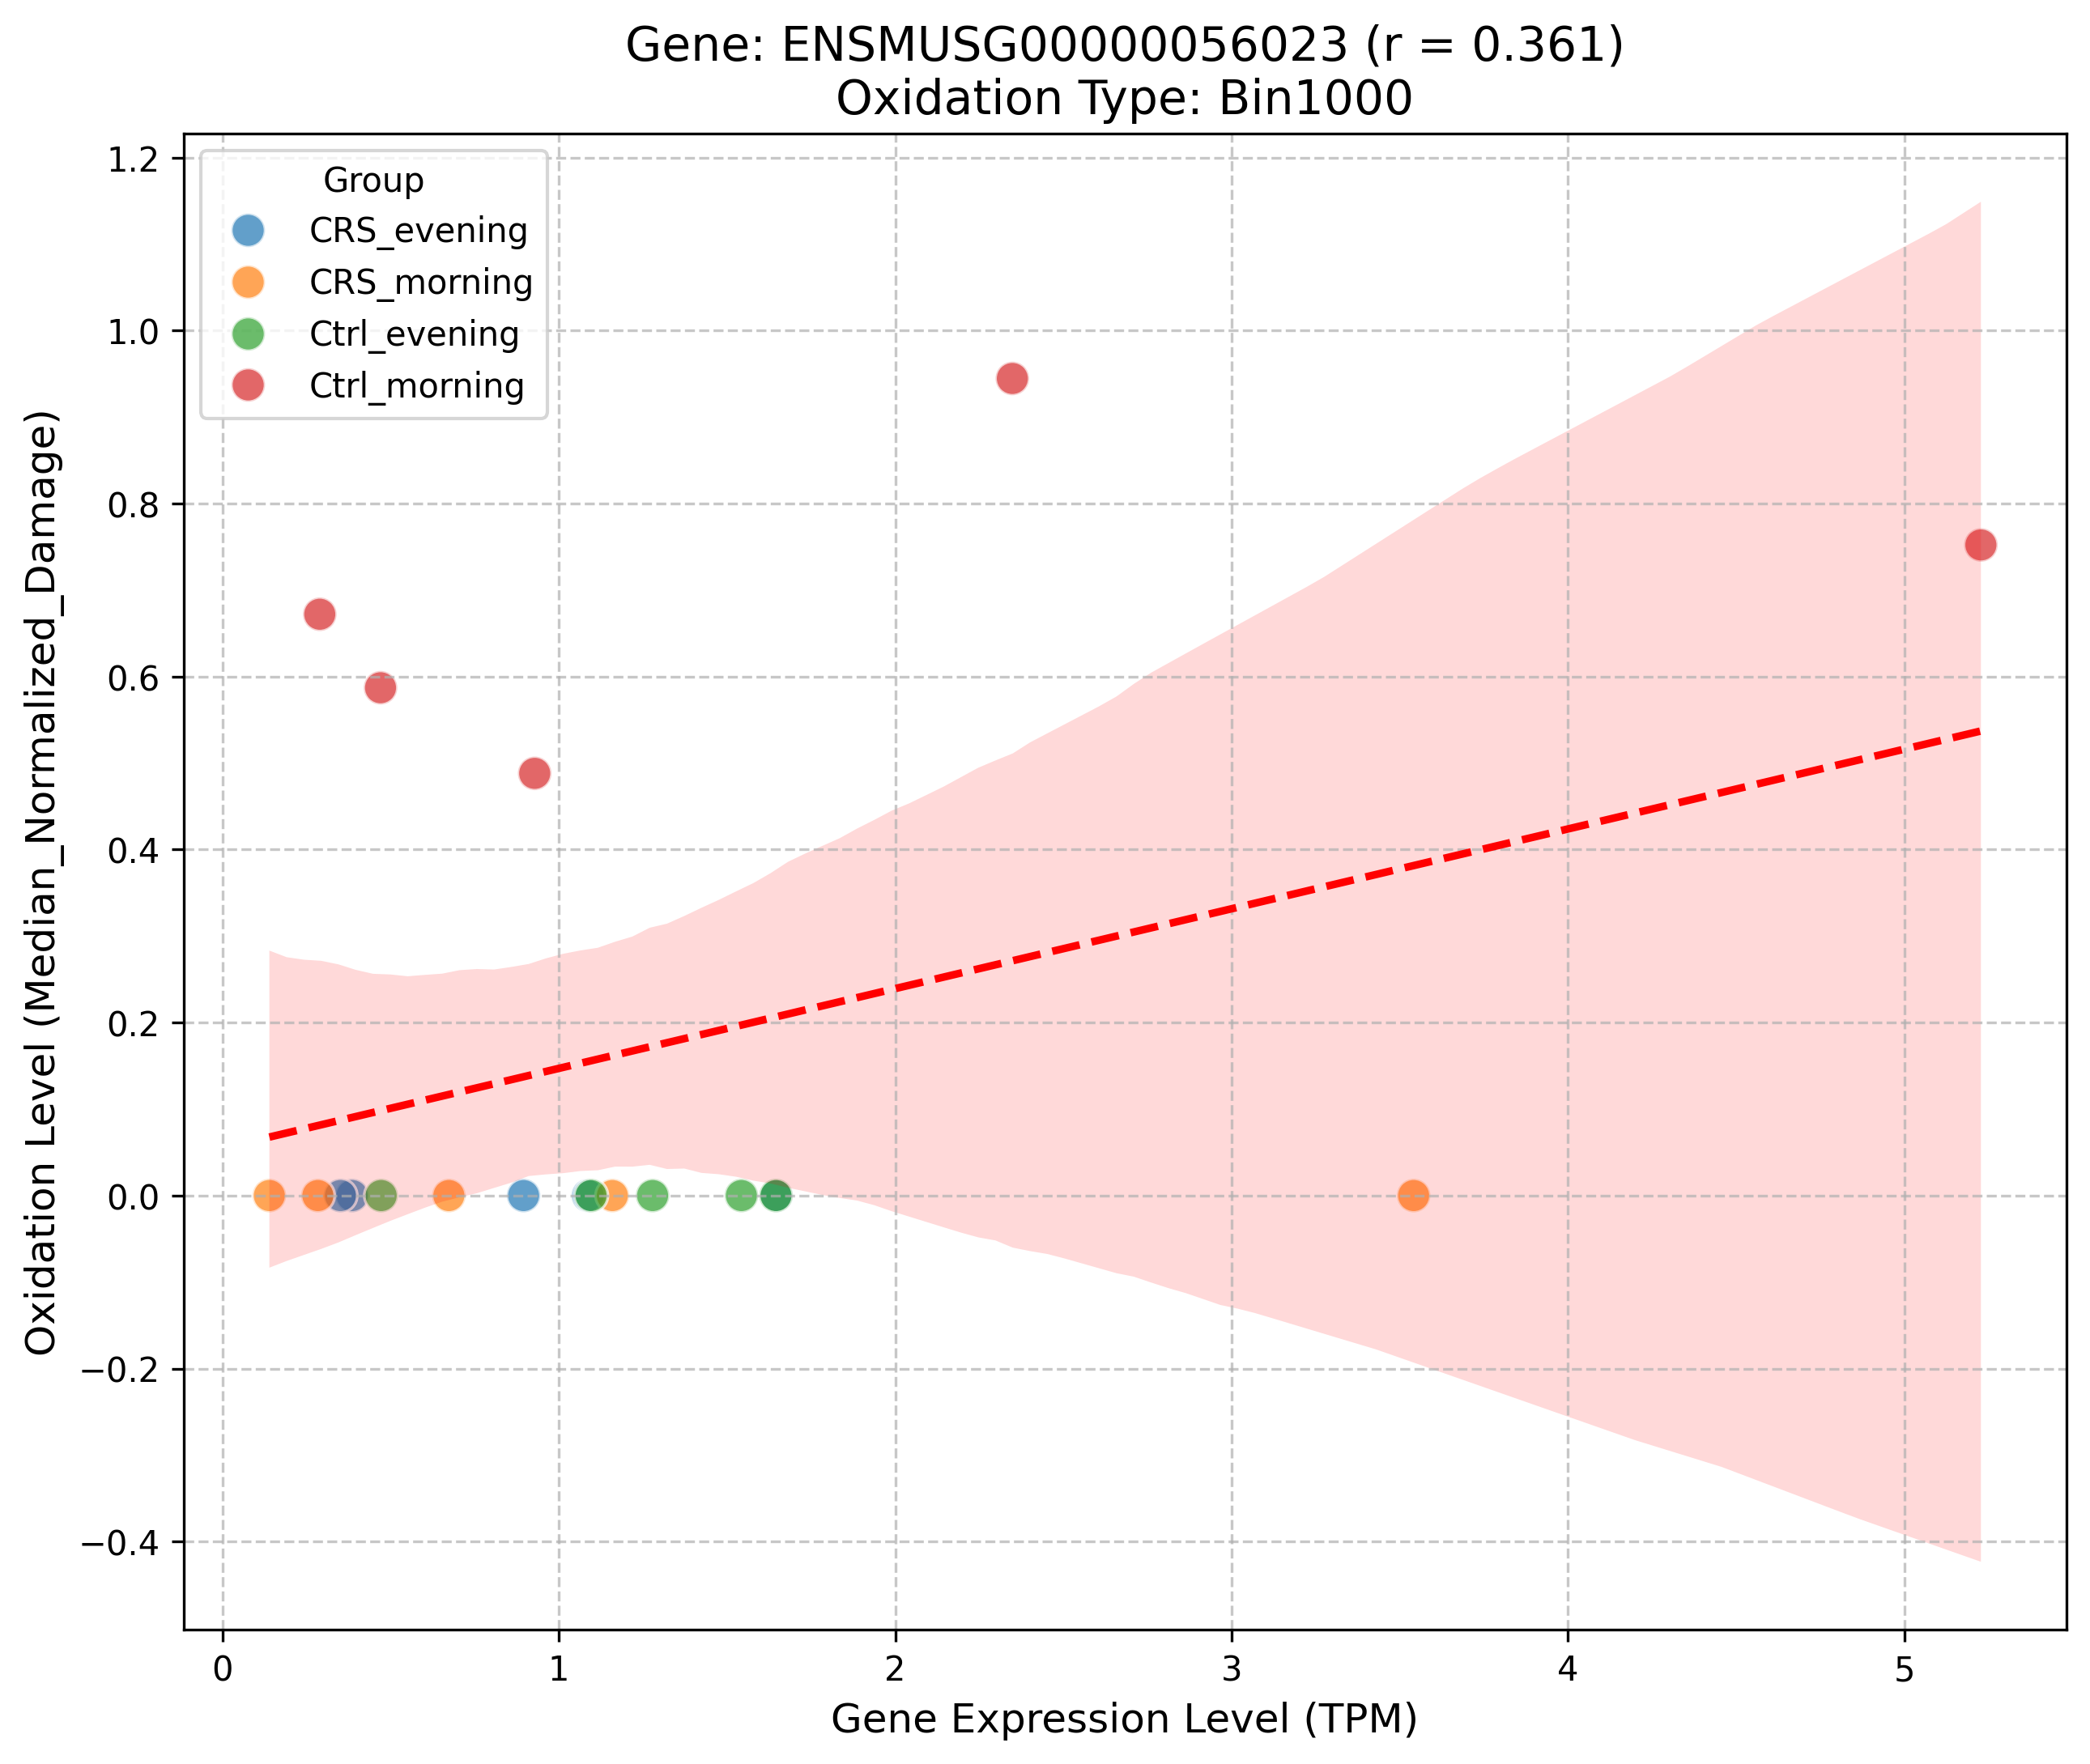 Gene: ENSMUSG00000056023 (r = 0.361)
Oxidation Type: Bin1000
Group
CRS_evening
CRS_morning
Ctrl_evening
Ctrl_morning
Oxidation Level (Median_Normalized_Damage)
1.2
1.0
0.8
0.6
0.4
0.2
0.0
−0.2
−0.4
0
1
2
3
4
5
Gene Expression Level (TPM)